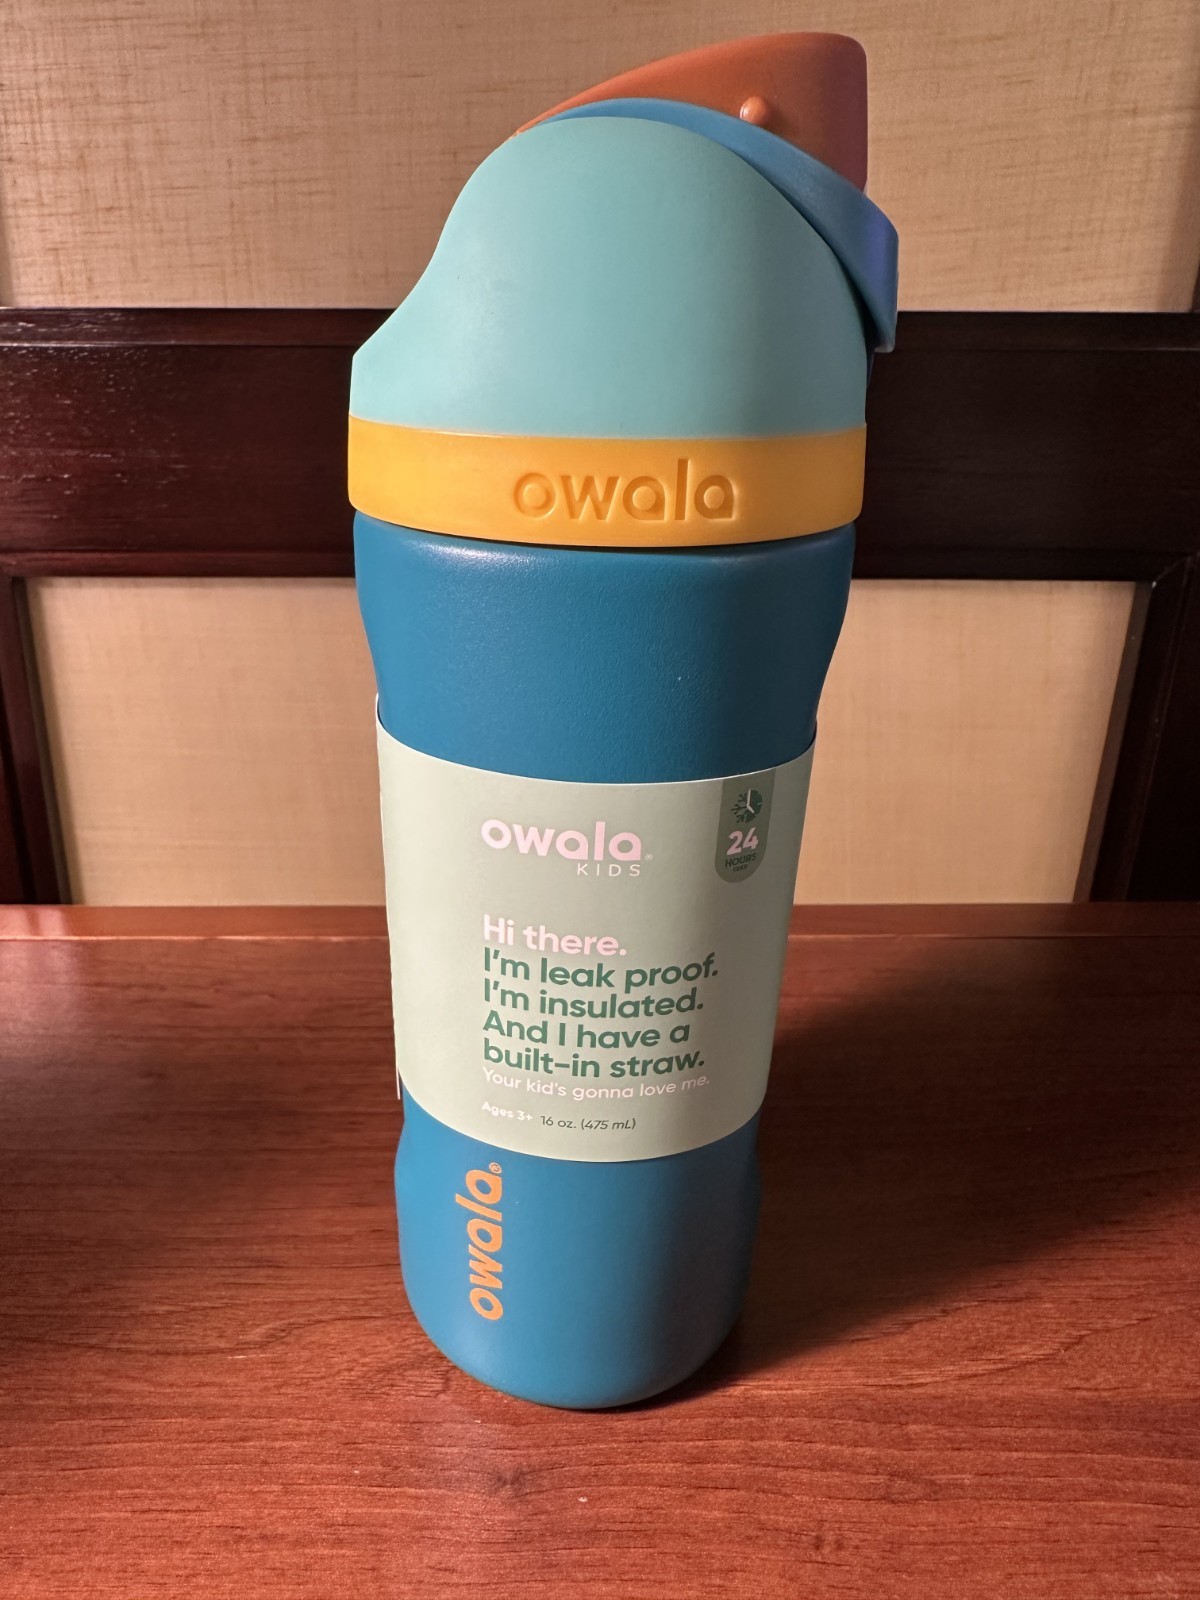 owala
owala®
KIDS
24
HOURS
COLD
Hi there.
I'm leak proof.
I'm insulated.
And I have a
built-in straw.
Your kid's gonna love me.
Ages 3+ 16 oz. (475 mL)
owala®